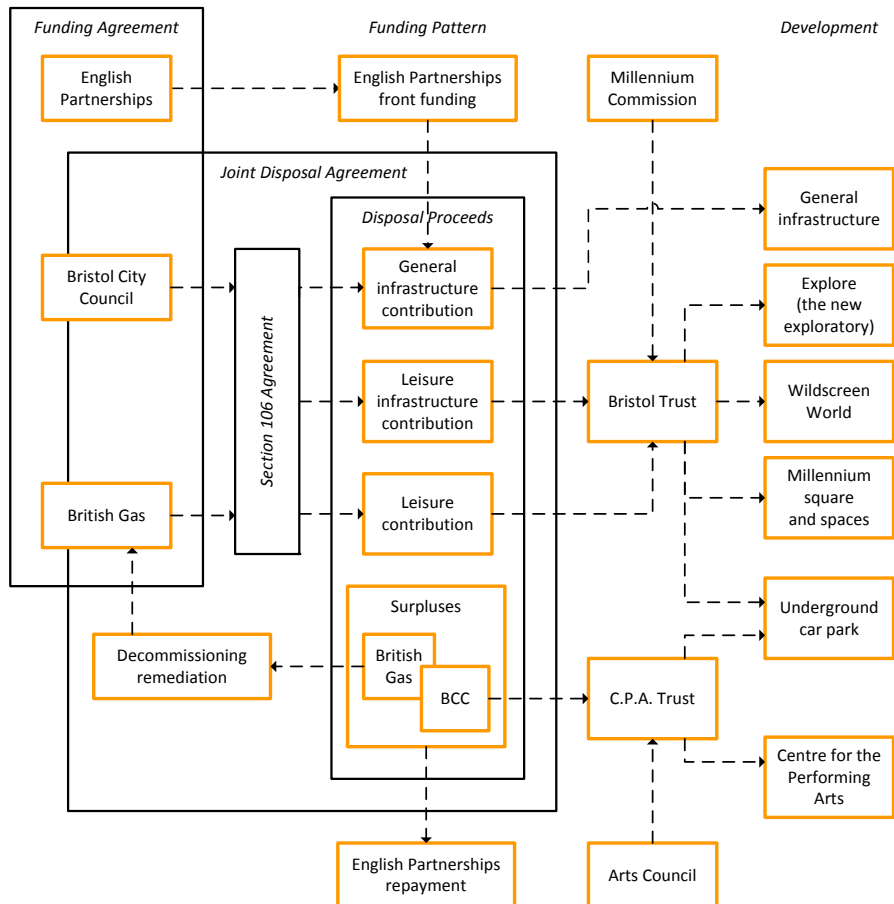 Funding Agreement
Funding Pattern
Development
English
Partnerships
English Partnerships
front funding
Millennium
Commission
Joint Disposal Agreement
General
infrastructure
Disposal Proceeds
Bristol City
Council
General
infrastructure
contribution
Explore
(the new
exploratory)
Section 106 Agreement
Leisure
infrastructure
contribution
Bristol Trust
Wildscreen
World
British Gas
Leisure
contribution
Millennium
square
and spaces
Surpluses
Underground
car park
Decommissioning
remediation
British
Gas
BCC
C.P.A. Trust
Centre for the
Performing
Arts
English Partnerships
repayment
Arts Council